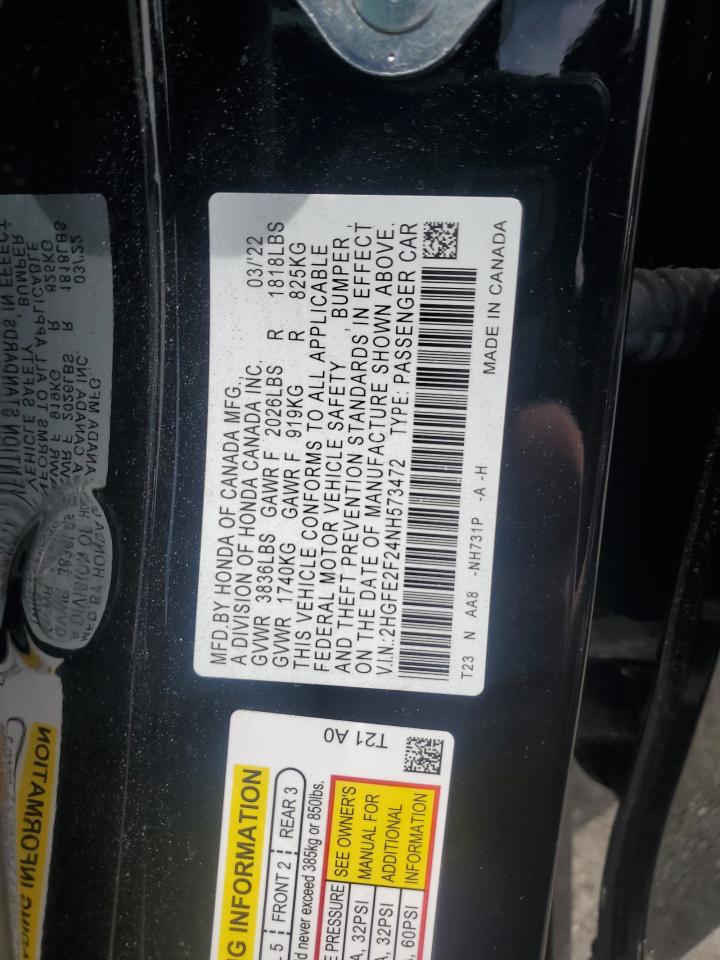 MFD.BY HONDA OF CANADA MFG.,
A DIVISION OF HONDA CANADA INC. 03/'22
GVWR 3836LBS GAWR F 2026LBS R 1818LBS
GVWR 1740KG GAWR F 919KG R 825KG
THIS VEHICLE CONFORMS TO ALL APPLICABLE
FEDERAL MOTOR VEHICLE SAFETY, BUMPER,
AND THEFT PREVENTION STANDARDS IN EFFECT
ON THE DATE OF MANUFACTURE SHOWN ABOVE.
V.I.N.:2HGFE2F24NH573472 TYPE: PASSENGER CAR
T23 N AA8 -NH731P -A -H
MADE IN CANADA
INFORMATION
5 FRONT 2 REAR 3
never exceed 385kg or 850lbs.
PRESSURE SEE OWNER'S
32PSI MANUAL FOR
32PSI ADDITIONAL
60PSI INFORMATION
T21 A0